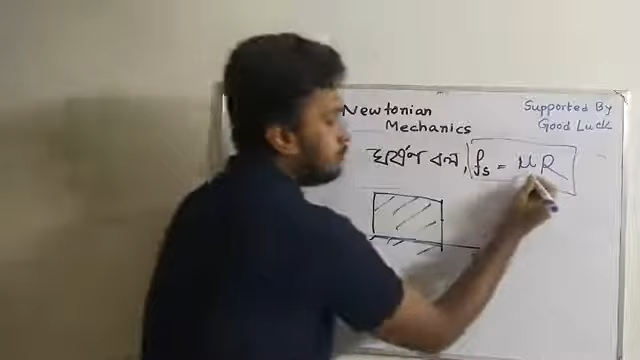 Newtonian
Mechanics
Supported By
Good Luck
ঘর্ষণ বল, fs = μR